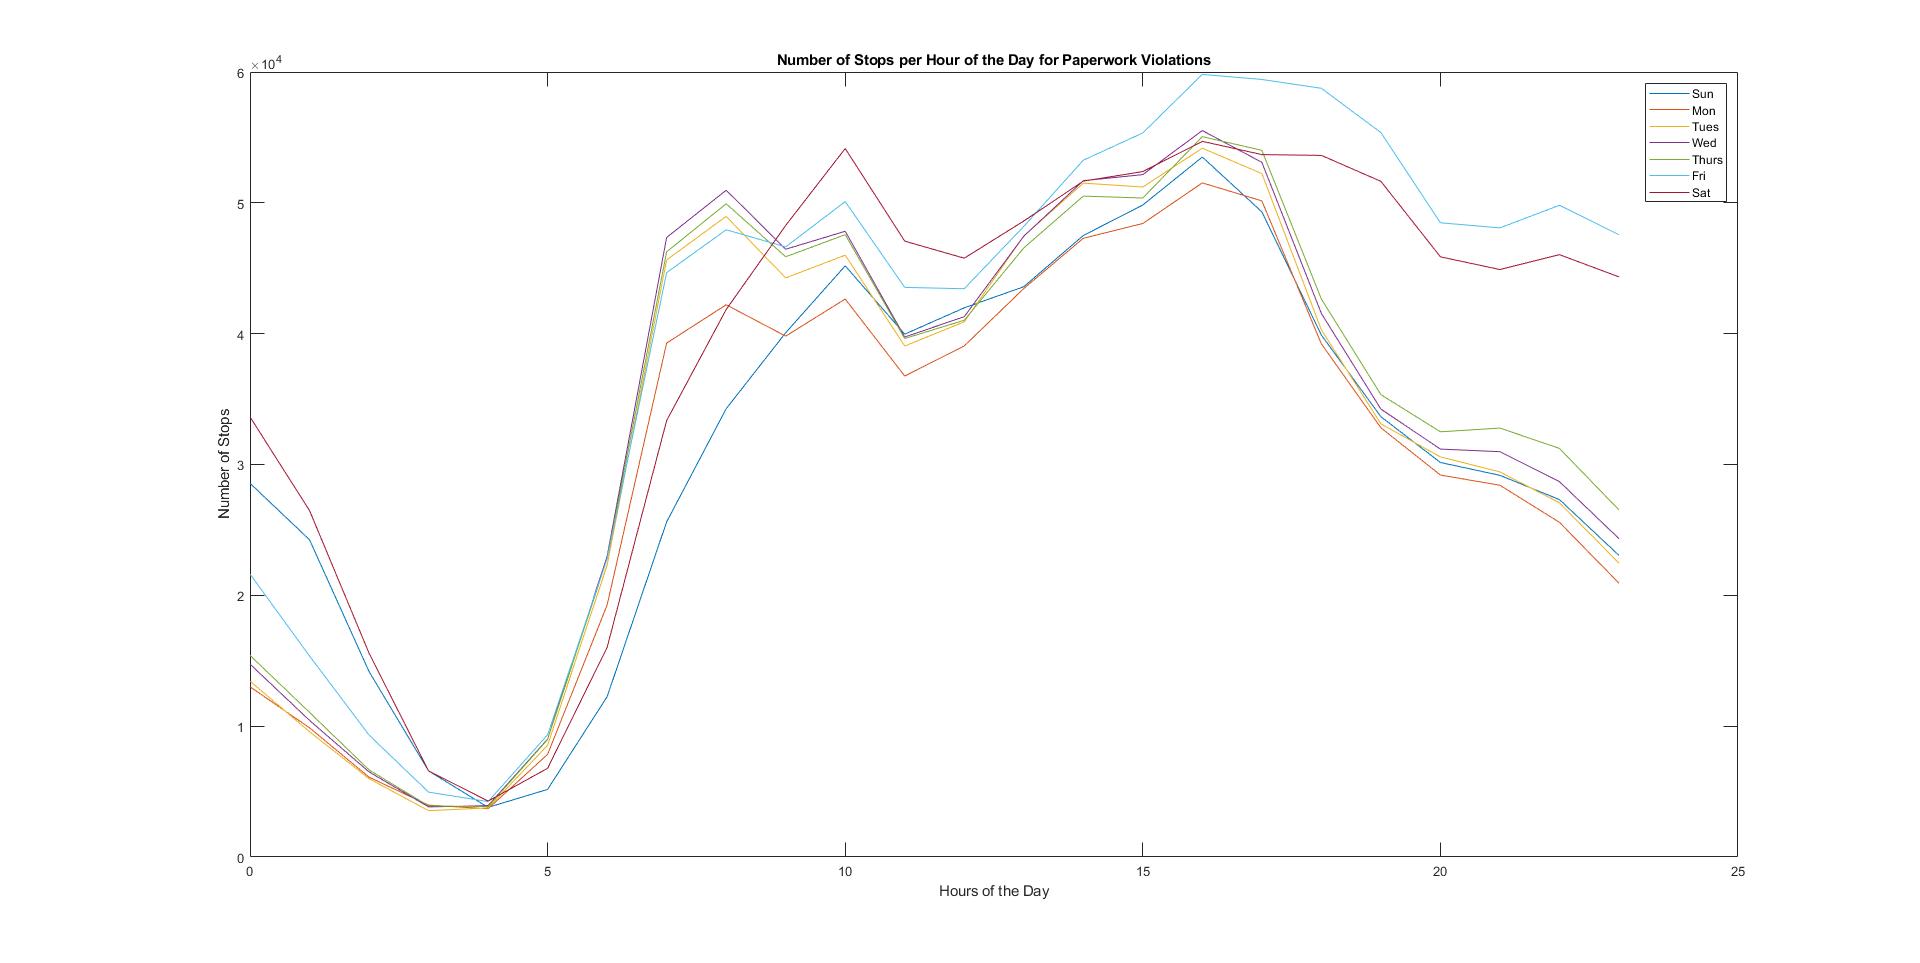 Number of Stops per Hour of the Day for Paperwork Violations
×10⁴
6
5
4
3
2
1
0
Number of Stops
0 5 10 15 20 25
Hours of the Day
Sun
Mon
Tues
Wed
Thurs
Fri
Sat